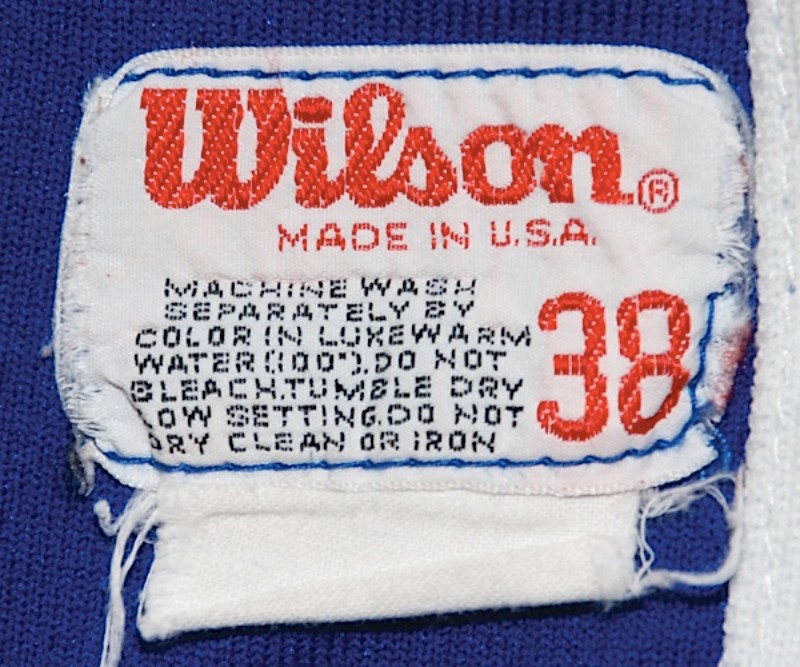 Wilson®
MADE IN U.S.A.
MACHINE WASH
SEPARATELY BY
COLOR IN LUKEWARM
WATER (100°). DO NOT
BLEACH. TUMBLE DRY
LOW SETTING. DO NOT
DRY CLEAN OR IRON
38